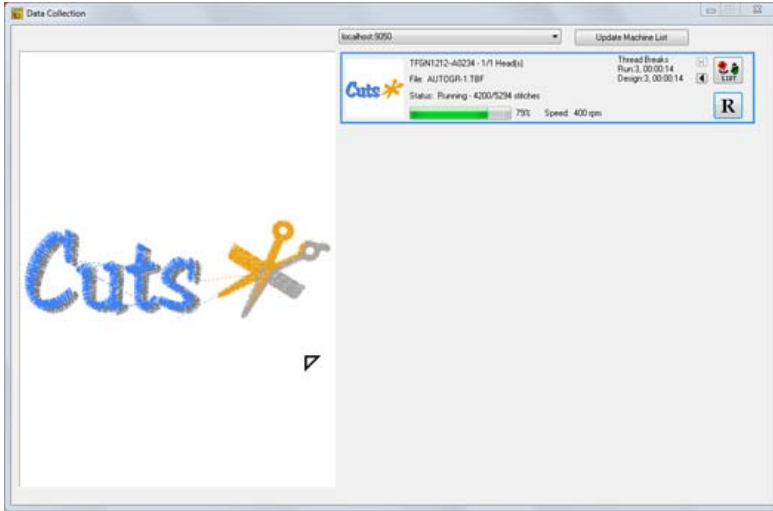 Data Collection
localhost:9050
Update Machine List
TFGN1212-A0234 - 1/1 Head(s)
File: AUTOGR-1.TBF
Status: Running - 4200/5294 stitches
79% Speed: 400 rpm
Thread Breaks
Run:3, 00:00:14
Design:3, 00:00:14
H
LIST
R
Cuts
Cuts